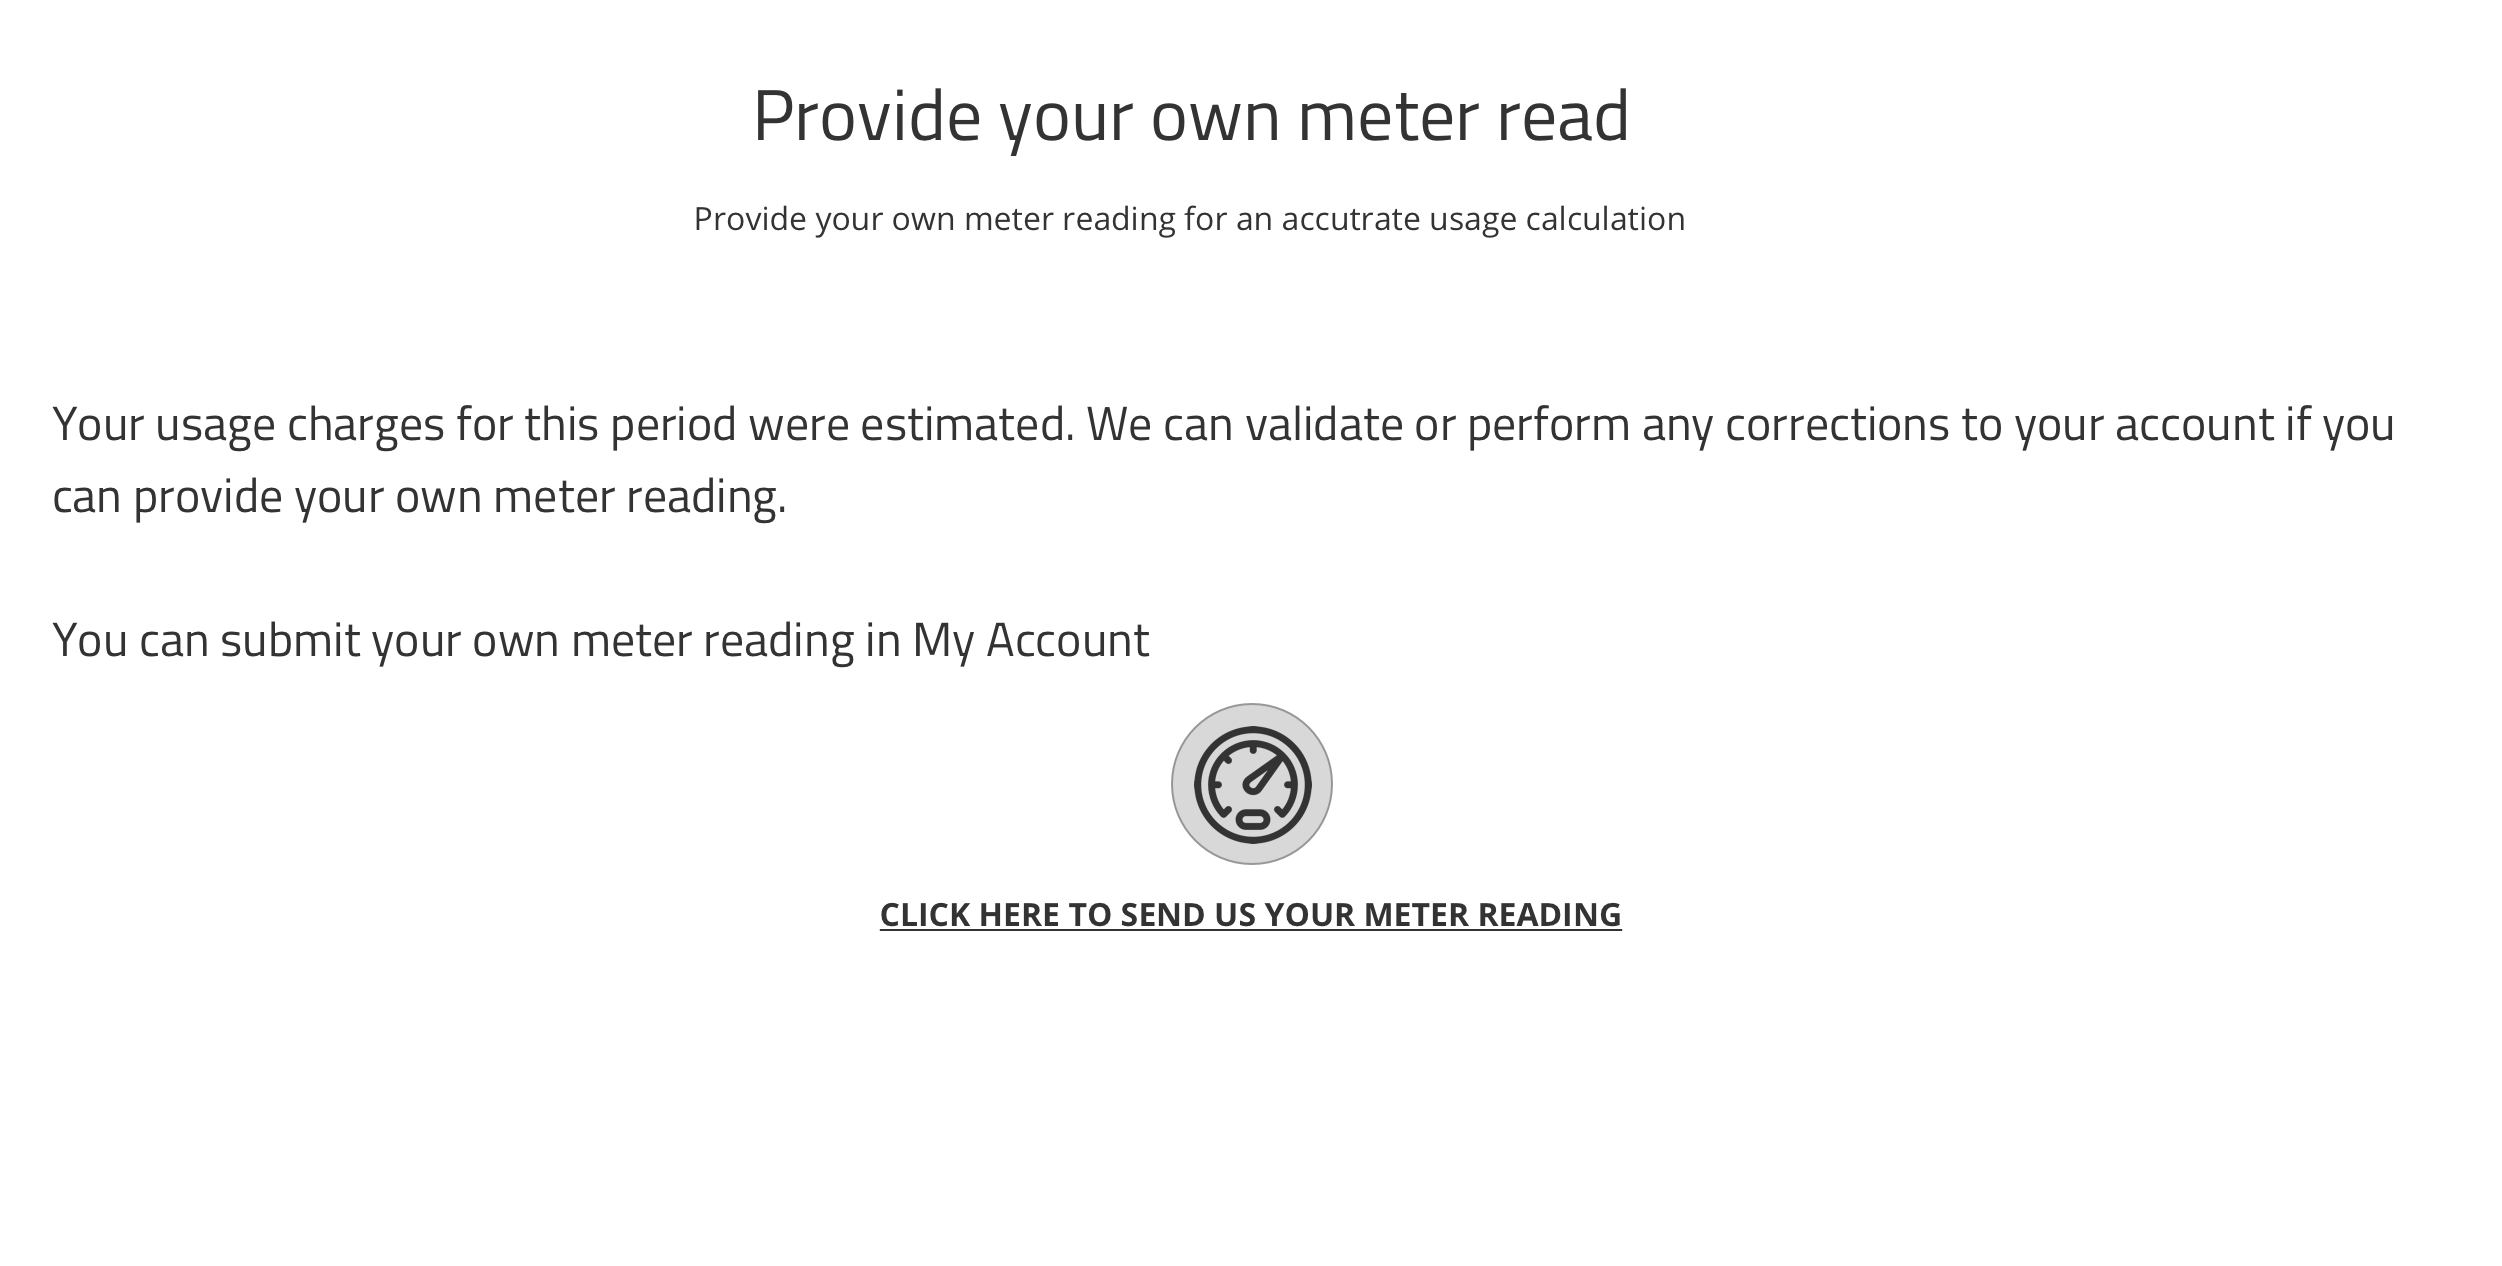 Provide your own meter read
Provide your own meter reading for an accutrate usage calculation
Your usage charges for this period were estimated. We can validate or perform any corrections to your account if you
can provide your own meter reading.
You can submit your own meter reading in My Account
CLICK HERE TO SEND US YOUR METER READING